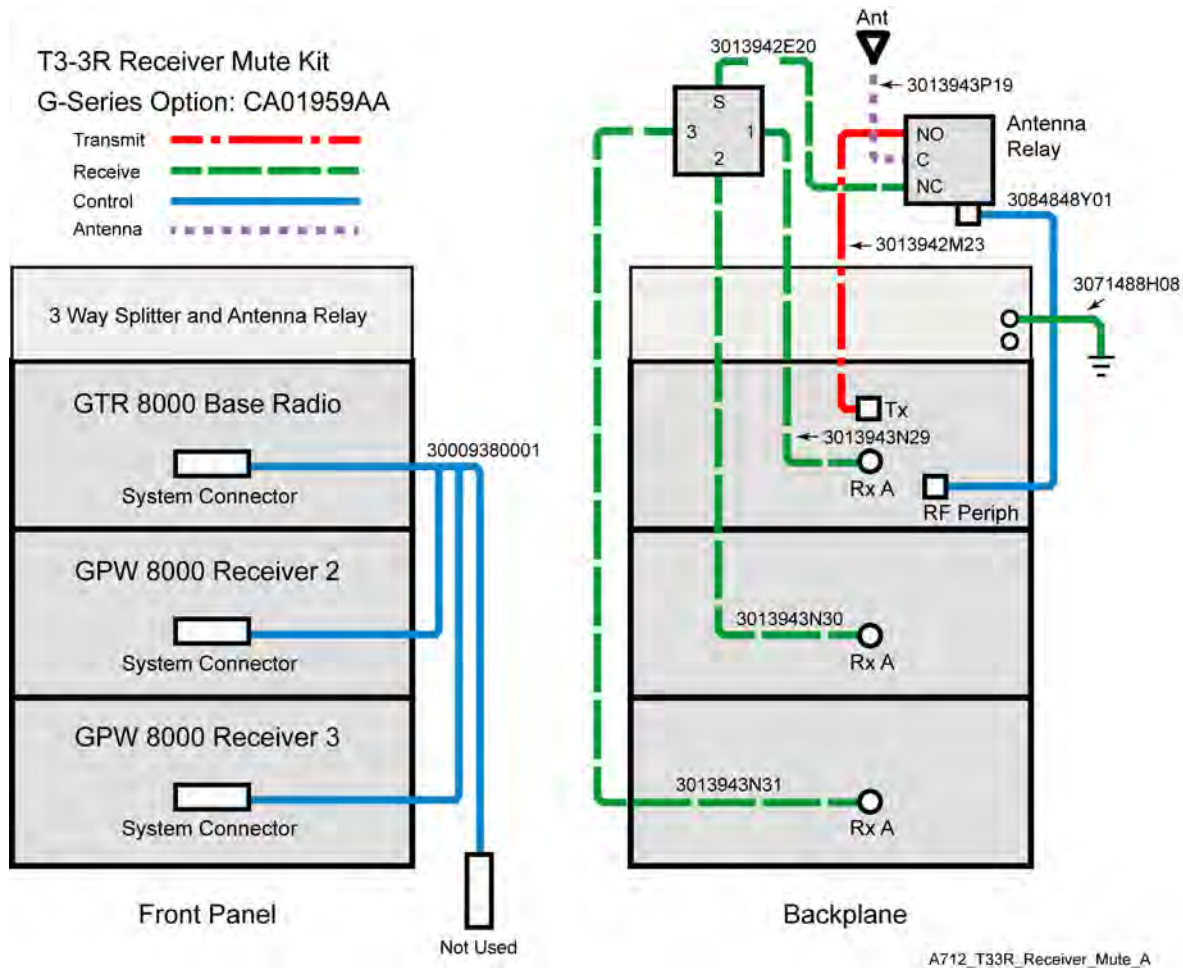 T3-3R Receiver Mute Kit
G-Series Option: CA01959AA
Transmit
Receive
Control
Antenna
3 Way Splitter and Antenna Relay
GTR 8000 Base Radio
System Connector
30009380001
GPW 8000 Receiver 2
System Connector
GPW 8000 Receiver 3
System Connector
Front Panel
Not Used
Ant
3013942E20
3013943P19
S
3
1
2
NO
C
NC
Antenna
Relay
3084848Y01
3013942M23
3071488H08
Tx
3013943N29
Rx A
RF Periph
3013943N30
Rx A
3013943N31
Rx A
Backplane
A712_T33R_Receiver_Mute_A